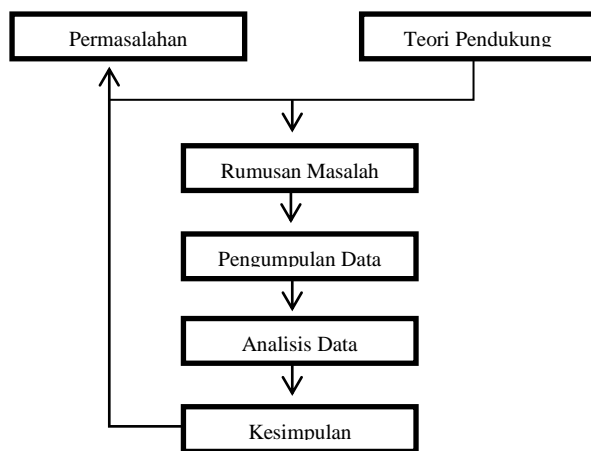 Permasalahan
Teori Pendukung
Rumusan Masalah
Pengumpulan Data
Analisis Data
Kesimpulan